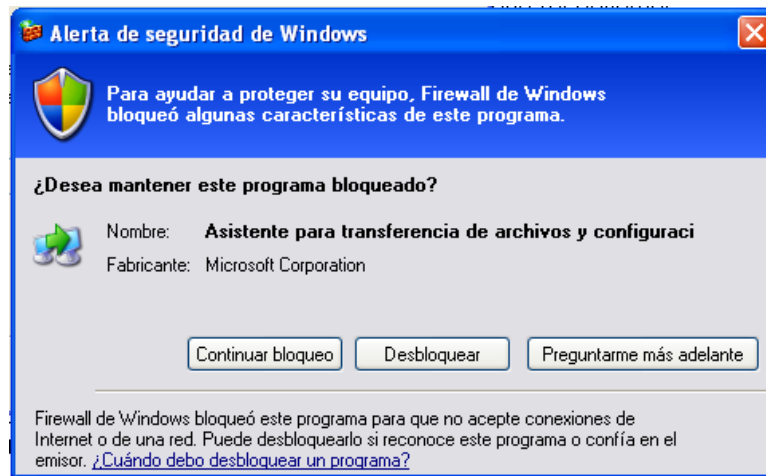 Alerta de seguridad de Windows
Para ayudar a proteger su equipo, Firewall de Windows
bloqueó algunas características de este programa.
¿Desea mantener este programa bloqueado?
Nombre: Asistente para transferencia de archivos y configuraci
Fabricante: Microsoft Corporation
Continuar bloqueo Desbloquear Preguntarme más adelante
Firewall de Windows bloqueó este programa para que no acepte conexiones de
Internet o de una red. Puede desbloquearlo si reconoce este programa o confía en el
emisor. ¿Cuándo debo desbloquear un programa?